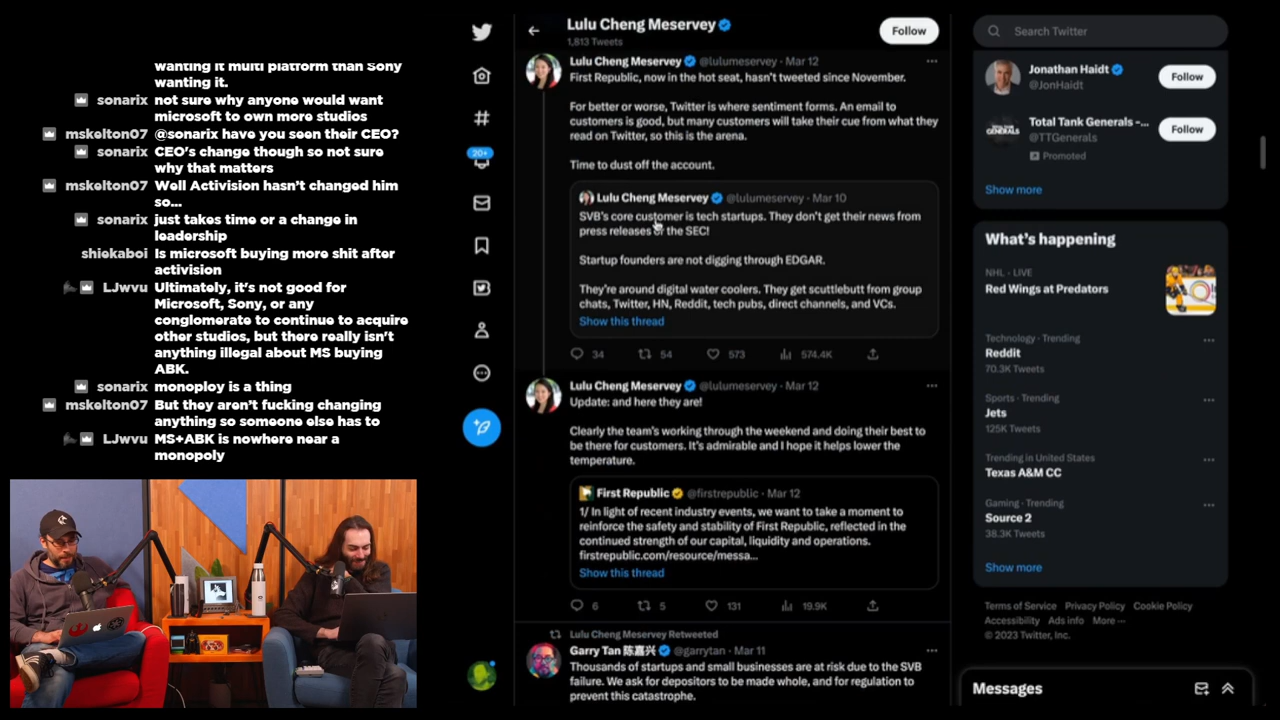 wanting it multi platform than Sony
wanting it.
sonarix not sure why anyone would want
microsoft to own more studios
mskelton07 @sonarix have you seen their CEO?
sonarix CEO's change though so not sure
why that matters
mskelton07 Well Activision hasn't changed him
so...
sonarix just takes time or a change in
leadership
shiekaboi Is microsoft buying more shit after
activision
LJwvu Ultimately, it's not good for
Microsoft, Sony, or any
conglomerate to continue to acquire
other studios, but there really isn't
anything illegal about MS buying
ABK.
sonarix monoploy is a thing
mskelton07 But they aren't fucking changing
anything so someone else has to
LJwvu MS+ABK is nowhere near a
monopoly
20+
Lulu Cheng Meservey
1,813 Tweets
Follow
Lulu Cheng Meservey @lulumeservey · Mar 12
First Republic, now in the hot seat, hasn't tweeted since November.
For better or worse, Twitter is where sentiment forms. An email to
customers is good, but many customers will take their cue from what they
read on Twitter, so this is the arena.
Time to dust off the account.
Lulu Cheng Meservey @lulumeservey · Mar 10
SVB's core customer is tech startups. They don't get their news from
press releases or the SEC!
Startup founders are not digging through EDGAR.
They're around digital water coolers. They get scuttlebutt from group
chats, Twitter, HN, Reddit, tech pubs, direct channels, and VCs.
Show this thread
34 54 573 574.4K
Lulu Cheng Meservey @lulumeservey · Mar 12
Update: and here they are!
Clearly the team's working through the weekend and doing their best to
be there for customers. It's admirable and I hope it helps lower the
temperature.
First Republic @firstrepublic · Mar 12
1/ In light of recent industry events, we want to take a moment to
reinforce the safety and stability of First Republic, reflected in the
continued strength of our capital, liquidity and operations.
firstrepublic.com/resource/messa...
Show this thread
6 5 131 19.9K
Lulu Cheng Meservey Retweeted
Garry Tan 陈嘉兴 @garrytan · Mar 11
Thousands of startups and small businesses are at risk due to the SVB
failure. We ask for depositors to be made whole, and for regulation to
prevent this catastrophe.
Search Twitter
Jonathan Haidt
@JonHaidt
Follow
Total Tank Generals -...
@TTGenerals
Promoted
Follow
Show more
What's happening
NHL · LIVE
Red Wings at Predators
Technology · Trending
Reddit
70.3K Tweets
Sports · Trending
Jets
125K Tweets
Trending in United States
Texas A&M CC
Gaming · Trending
Source 2
38.3K Tweets
Show more
Terms of Service Privacy Policy Cookie Policy
Accessibility Ads info More ...
© 2023 Twitter, Inc.
Messages